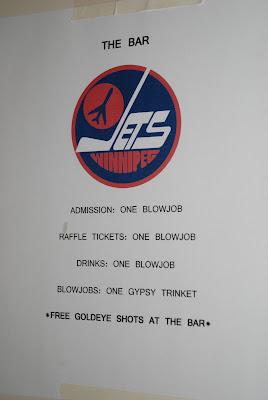 THE BAR
JETS
WINNIPEG
ADMISSION: ONE BLOWJOB
RAFFLE TICKETS: ONE BLOWJOB
DRINKS: ONE BLOWJOB
BLOWJOBS: ONE GYPSY TRINKET
*FREE GOLDEYE SHOTS AT THE BAR*